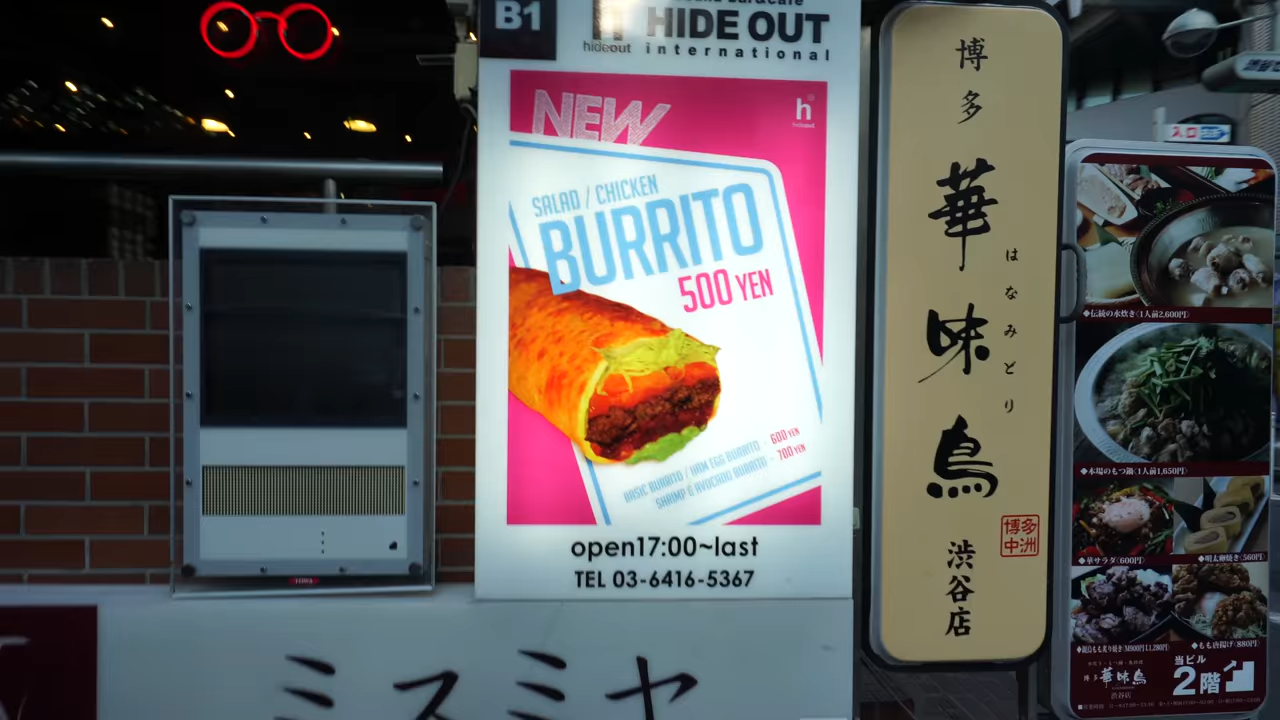 B1
HIDE OUT
hideout
international
NEW
h
SALAD / CHICKEN
BURRITO
500 YEN
BASIC BURRITO / HAM EGG BURRITO - 600 YEN
SHRIMP & AVOCADO BURRITO - 700 YEN
open17:00~last
TEL 03-6416-5367
ミスミヤ
博多
華味鳥
はなみどり
博多
中洲
渋谷店
入口
◆伝統の水炊き(1人前2,600円)
◆本場のもつ鍋(1人前1,650円)
◆華サラダ(600円)
◆明太卵焼き(560円)
◆もも唐揚げ(880円)
博多 華味鳥
渋谷店
当ビル
2階